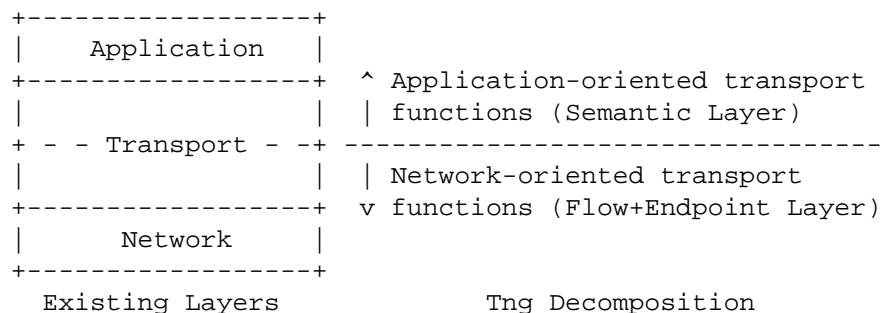 +------------------+
|    Application   |
+------------------+  ^ Application-oriented transport
|                  |  | functions (Semantic Layer)
+ - - Transport - -+ ----------------------------------
|                  |  | Network-oriented transport
+------------------+  v functions (Flow+Endpoint Layer)
|      Network     |
+------------------+
  Existing Layers             Tng Decomposition